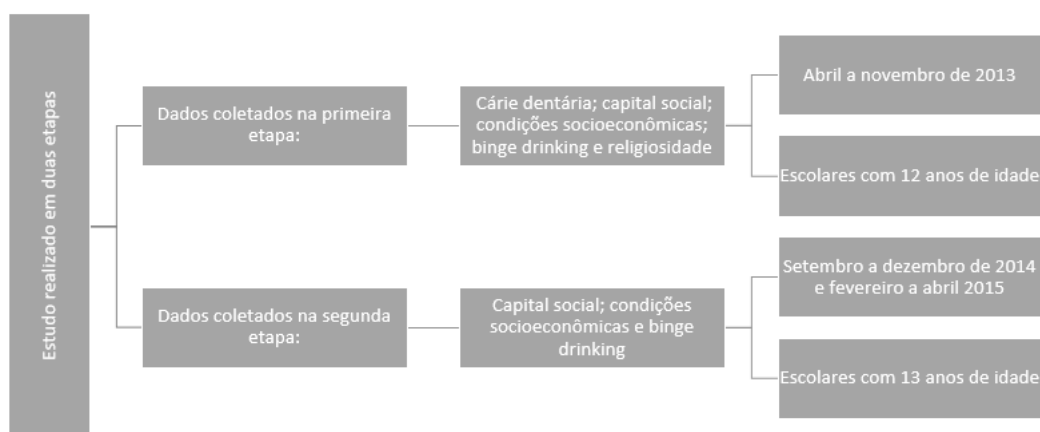 Estudo realizado em duas etapas
Dados coletados na primeira
etapa:
Cárie dentária; capital social;
condições socioeconômicas;
binge drinking e religiosidade
Abril a novembro de 2013
Escolares com 12 anos de idade
Dados coletados na segunda
etapa:
Capital social; condições
socioeconômicas e binge
drinking
Setembro a dezembro de 2014
e fevereiro a abril 2015
Escolares com 13 anos de idade